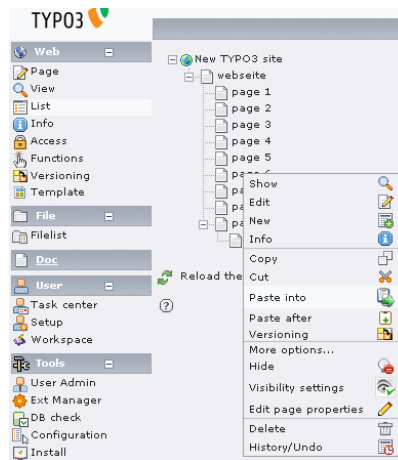 TYPO3
Web
Page
View
List
Info
Access
Functions
Versioning
Template
File
Filelist
Doc
User
Task center
Setup
Workspace
Tools
User Admin
Ext Manager
DB check
Configuration
Install
New TYPO3 site
webseite
page 1
page 2
page 3
page 4
page 5
Reload the
Show
Edit
New
Info
Copy
Cut
Paste into
Paste after
Versioning
More options...
Hide
Visibility settings
Edit page properties
Delete
History/Undo